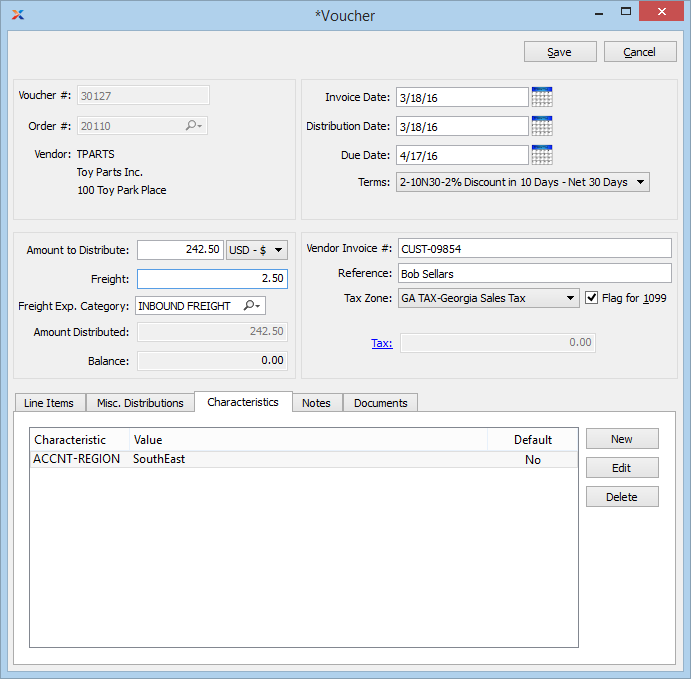 *Voucher
Save
Cancel
Voucher #: 30127
Order #: 20110
Vendor: TPARTS
Toy Parts Inc.
100 Toy Park Place
Invoice Date: 3/18/16
Distribution Date: 3/18/16
Due Date: 4/17/16
Terms: 2-10N30-2% Discount in 10 Days - Net 30 Days
Amount to Distribute: 242.50 USD - $
Freight: 2.50
Freight Exp. Category: INBOUND FREIGHT
Amount Distributed: 242.50
Balance: 0.00
Vendor Invoice #: CUST-09854
Reference: Bob Sellars
Tax Zone: GA TAX-Georgia Sales Tax Flag for 1099
Tax: 0.00
Line Items Misc. Distributions Characteristics Notes Documents
Characteristic Value Default
ACCNT-REGION SouthEast No
New
Edit
Delete